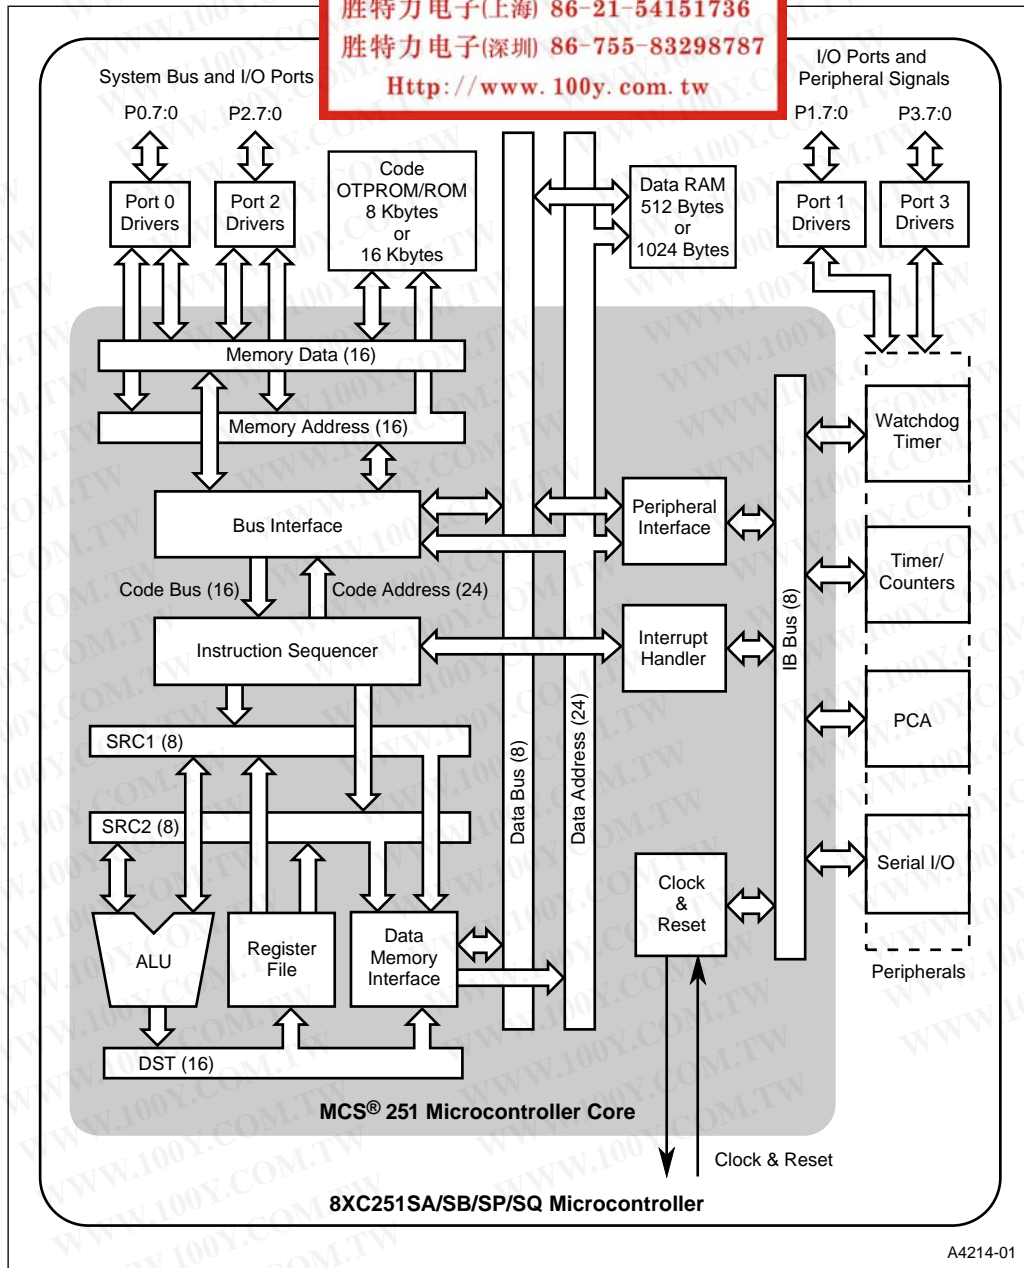 胜特力电子(上海) 86-21-54151736
胜特力电子(深圳) 86-755-83298787
Http://www. 100y. com. tw
System Bus and I/O Ports
I/O Ports and
Peripheral Signals
P0.7:0
P2.7:0
P1.7:0
P3.7:0
Port 0
Drivers
Port 2
Drivers
Code
OTPROM/ROM
8 Kbytes
or
16 Kbytes
Data RAM
512 Bytes
or
1024 Bytes
Port 1
Drivers
Port 3
Drivers
Memory Data (16)
Memory Address (16)
Bus Interface
Code Bus (16)
Code Address (24)
Instruction Sequencer
Peripheral
Interface
Interrupt
Handler
SRC1 (8)
SRC2 (8)
Data Bus (8)
Data Address (24)
IB Bus (8)
Watchdog
Timer
Timer/
Counters
PCA
Serial I/O
Peripherals
ALU
Register
File
Data
Memory
Interface
Clock
&
Reset
DST (16)
MCS® 251 Microcontroller Core
Clock & Reset
8XC251SA/SB/SP/SQ Microcontroller
A4214-01
WWW.100Y.COM.TW